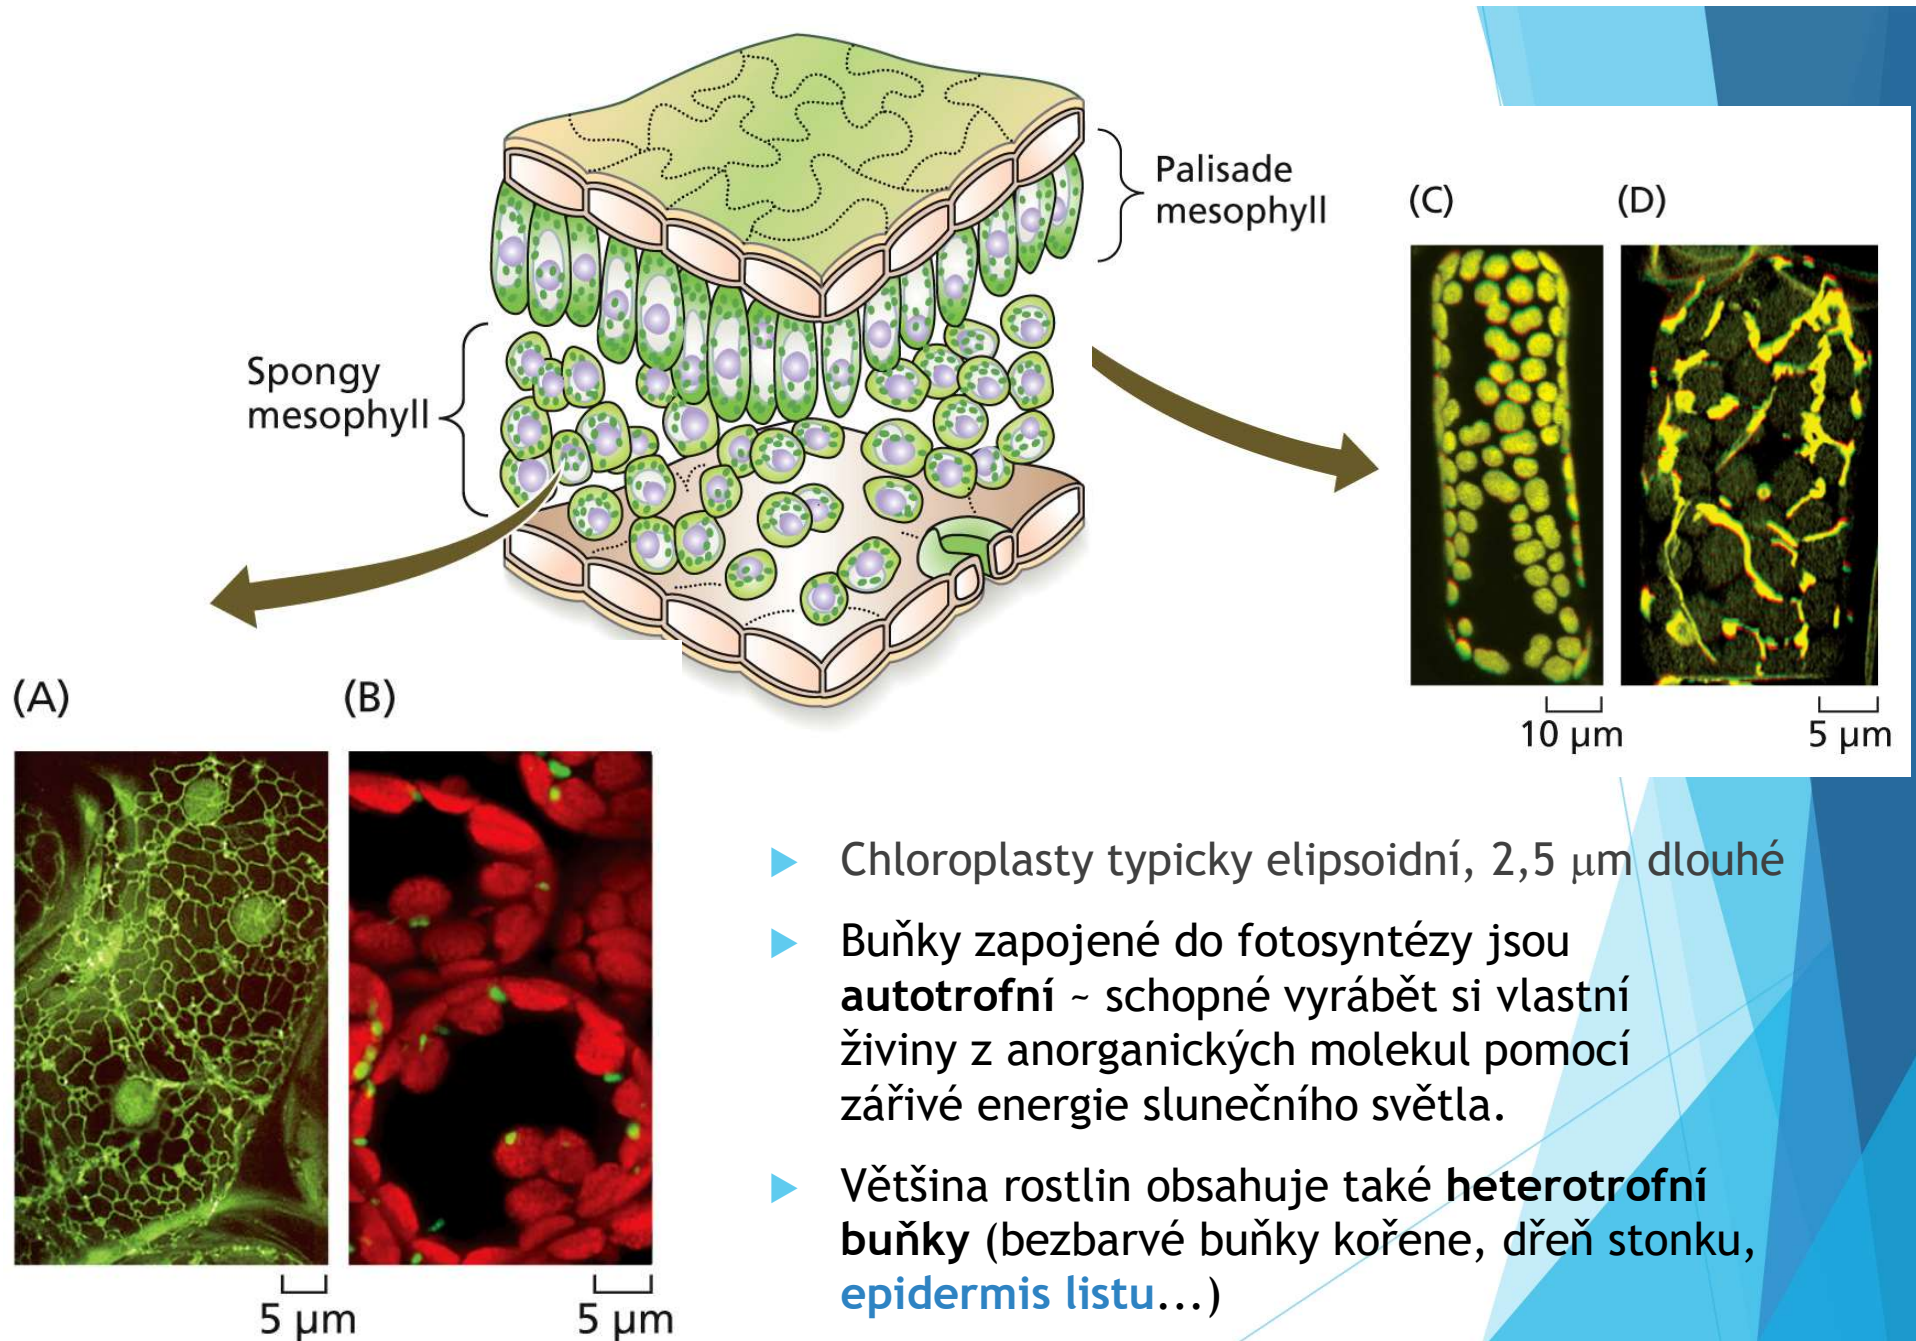 Palisade
mesophyll
Spongy
mesophyll
(C)
(D)
10 µm
5 µm
(A)
(B)
5 µm
5 µm
Chloroplasty typicky elipsoidní, 2,5 µm dlouhé
Buňky zapojené do fotosyntézy jsou
autotrofní ~ schopné vyrábět si vlastní
živiny z anorganických molekul pomocí
zářivé energie slunečního světla.
Většina rostlin obsahuje také heterotrofní
buňky (bezbarvé buňky kořene, dřeň stonku,
epidermis listu...)